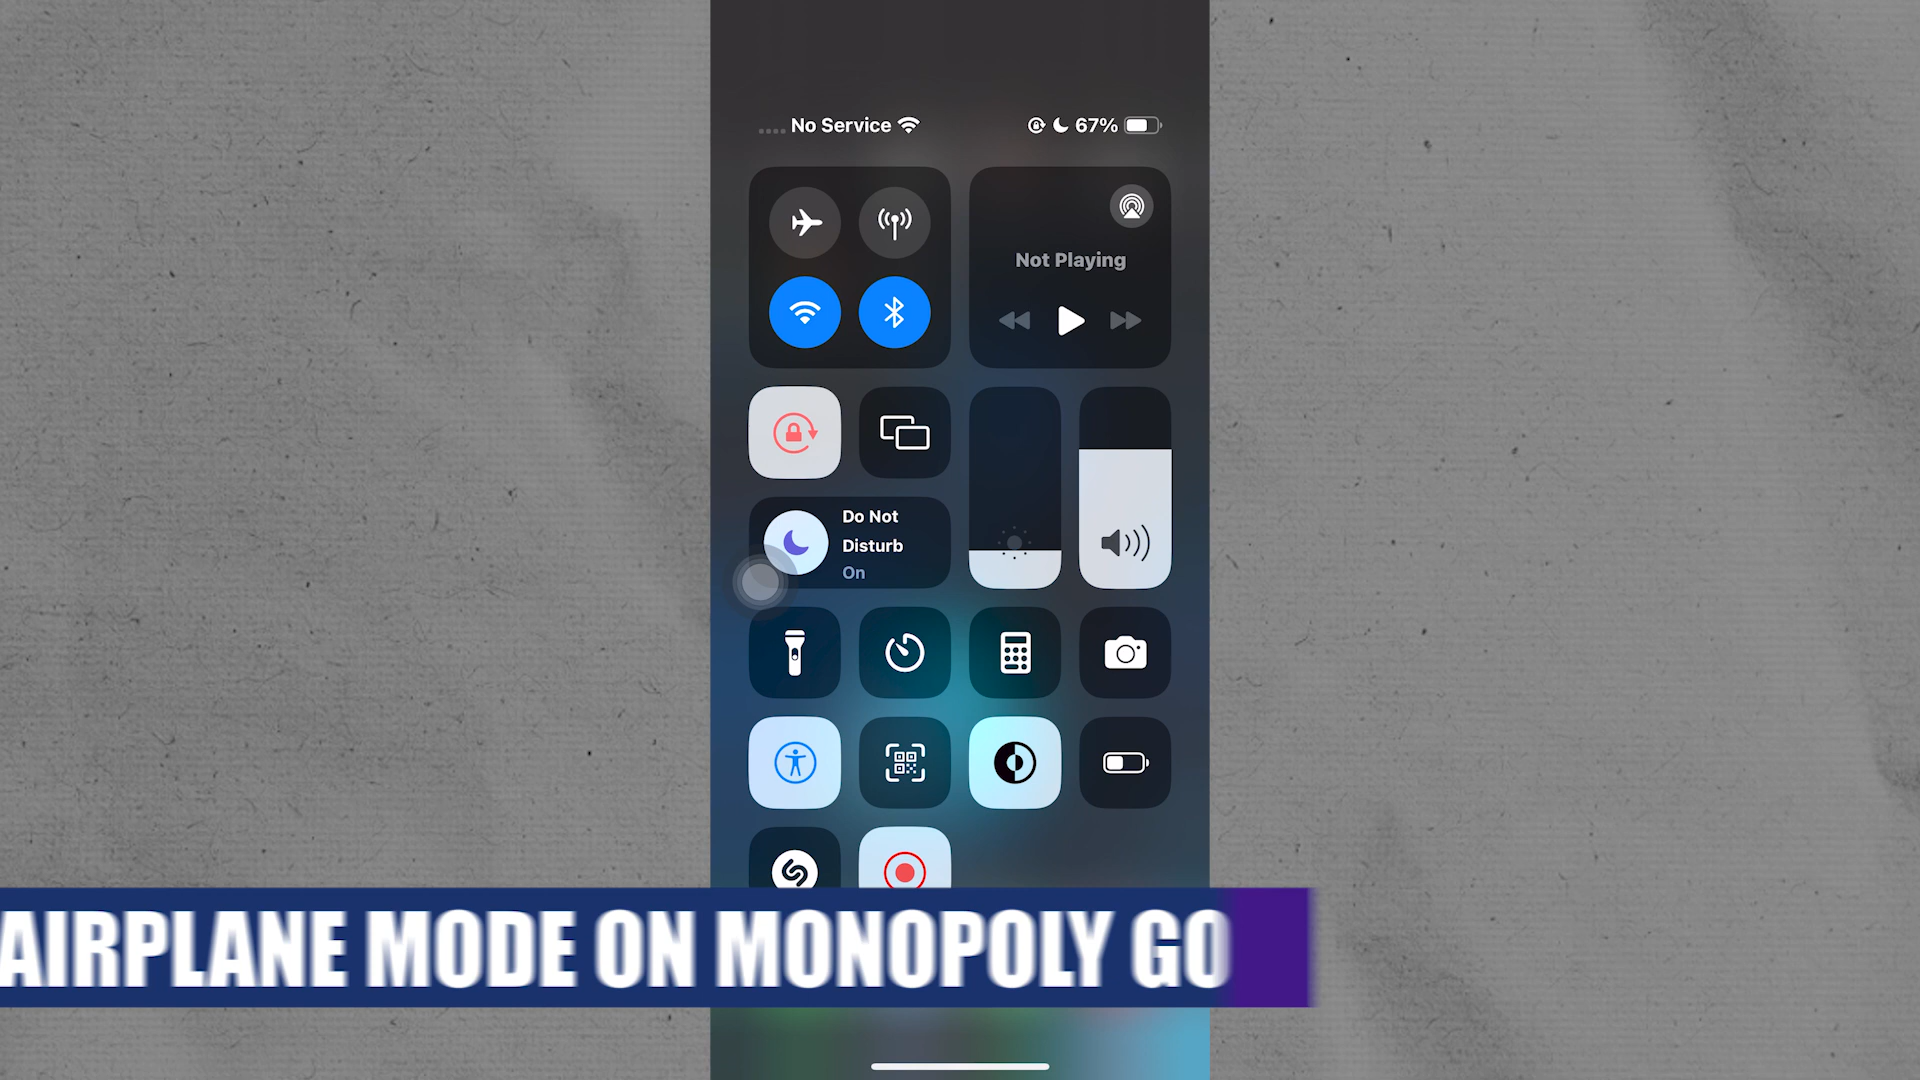 No Service
67%
Not Playing
Do Not
Disturb
On
AIRPLANE MODE ON MONOPOLY GO